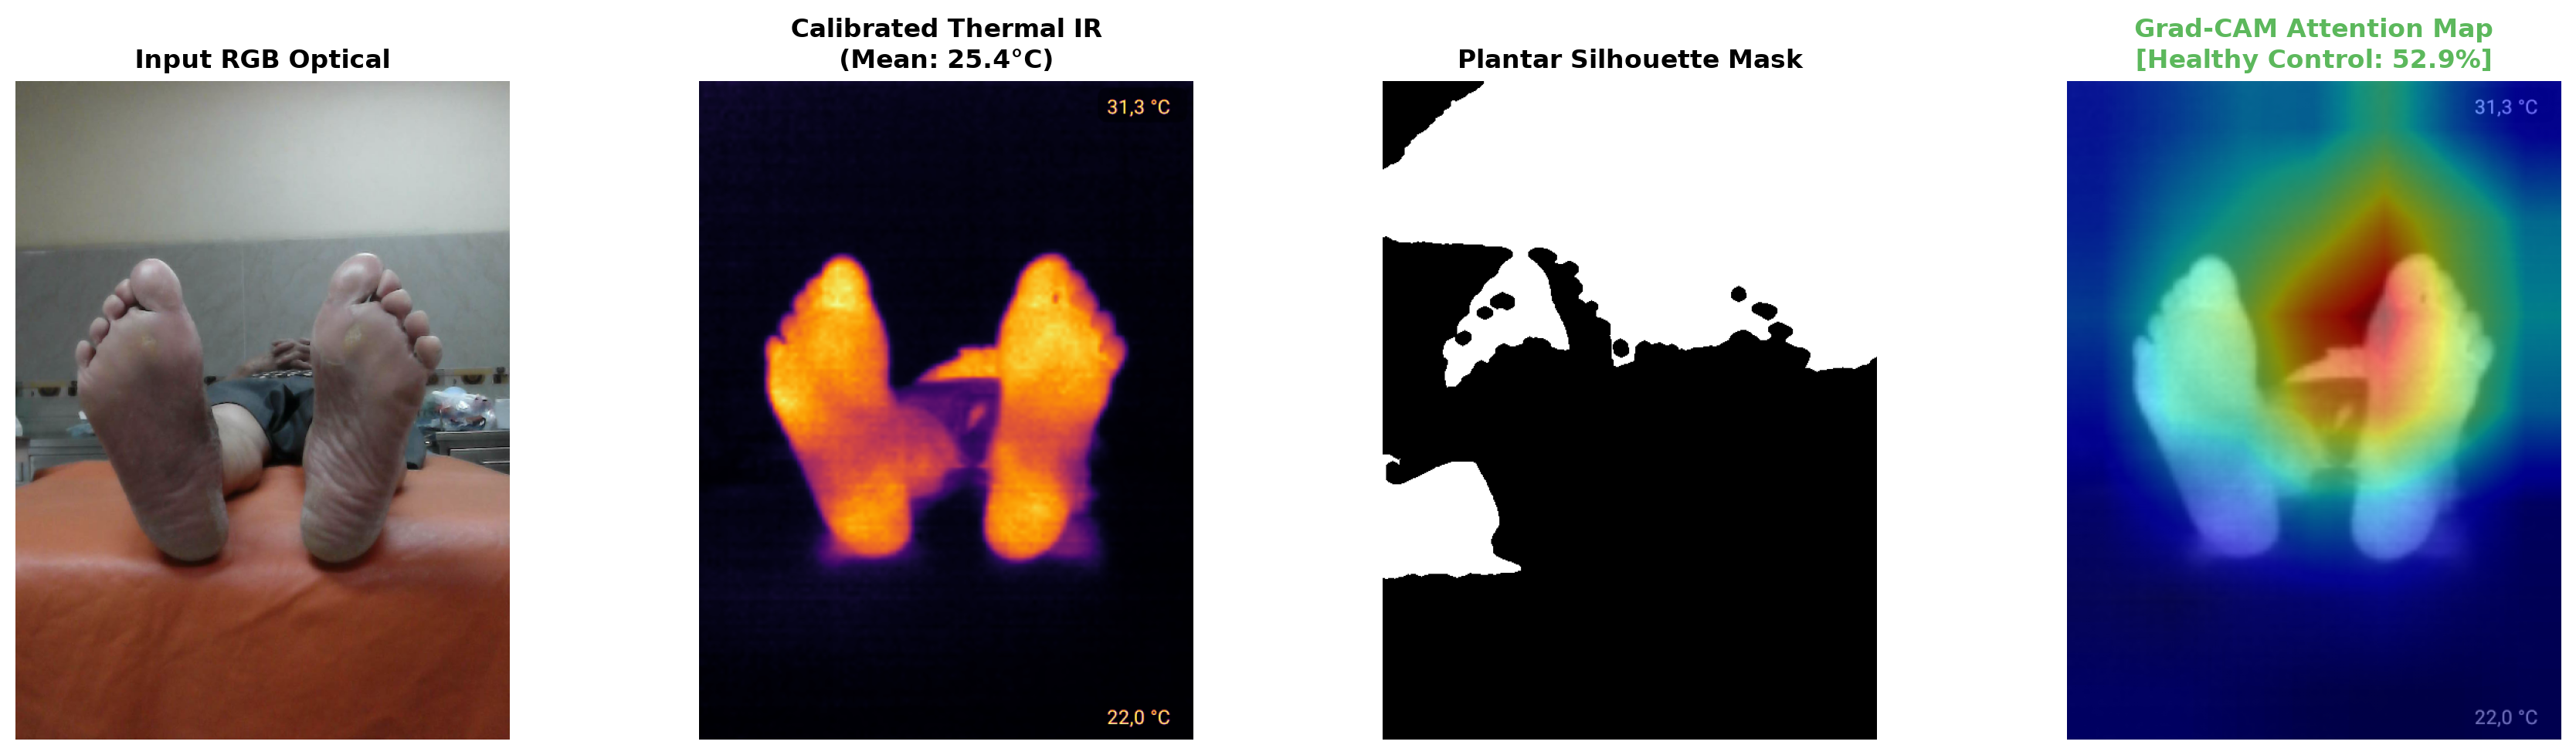 Input RGB Optical
Calibrated Thermal IR
(Mean: 25.4°C)
Plantar Silhouette Mask
Grad-CAM Attention Map
[Healthy Control: 52.9%]
31,3 °C
31,3 °C
22,0 °C
22,0 °C